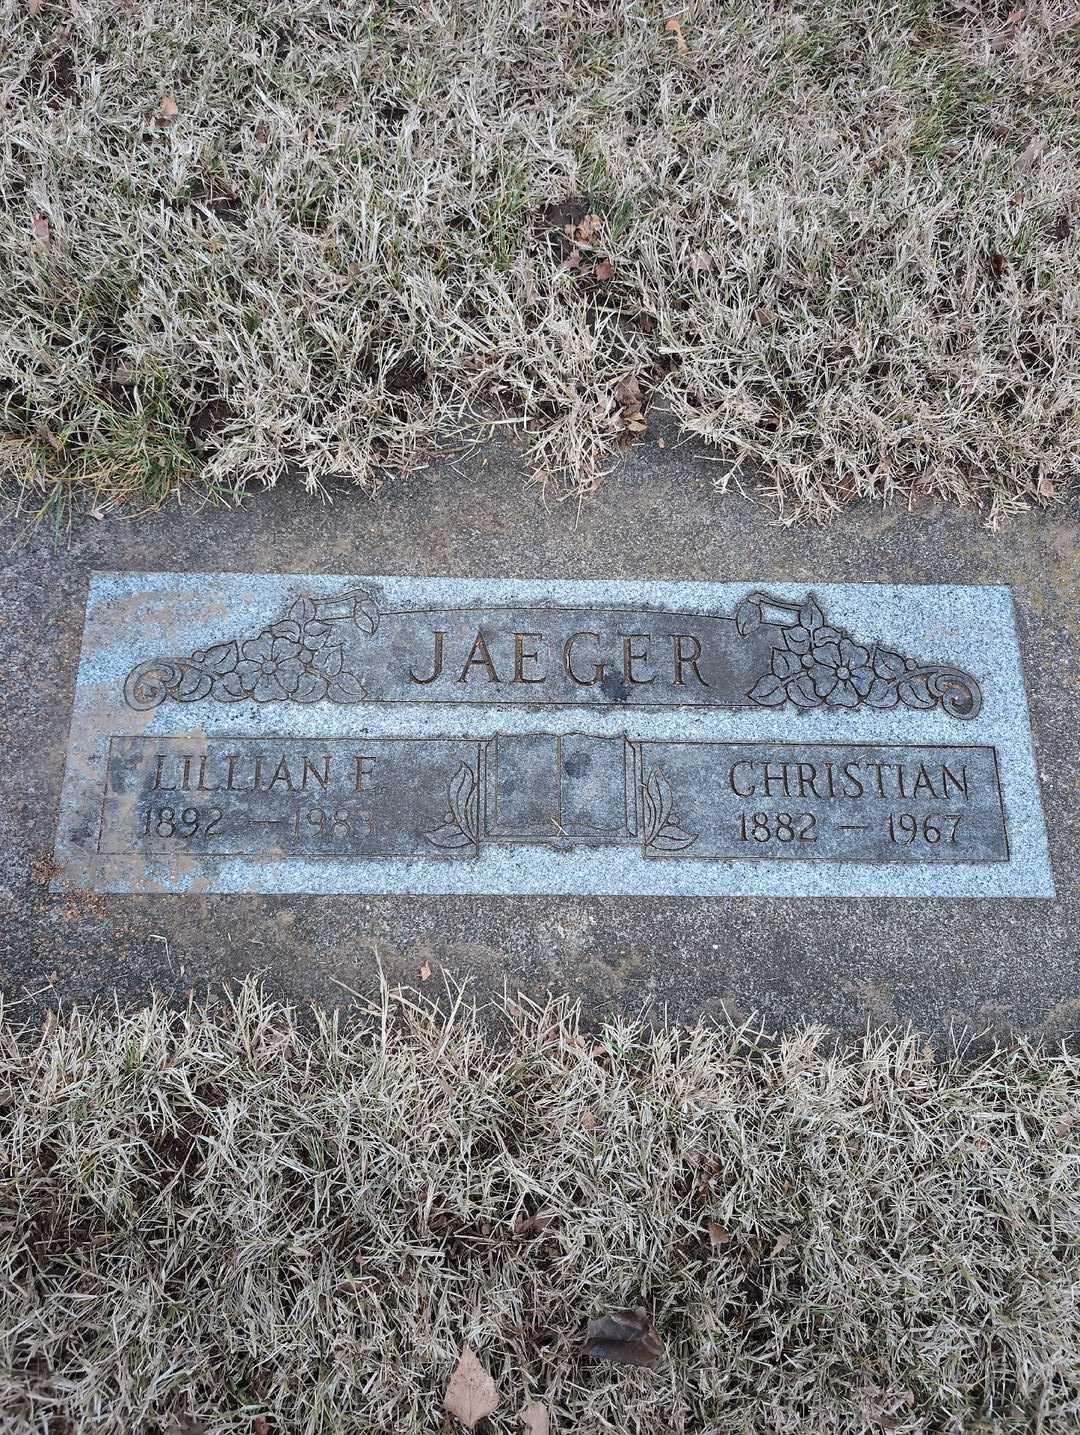 JAEGER
LILLIAN E
1892 — 1983
CHRISTIAN
1882 — 1967